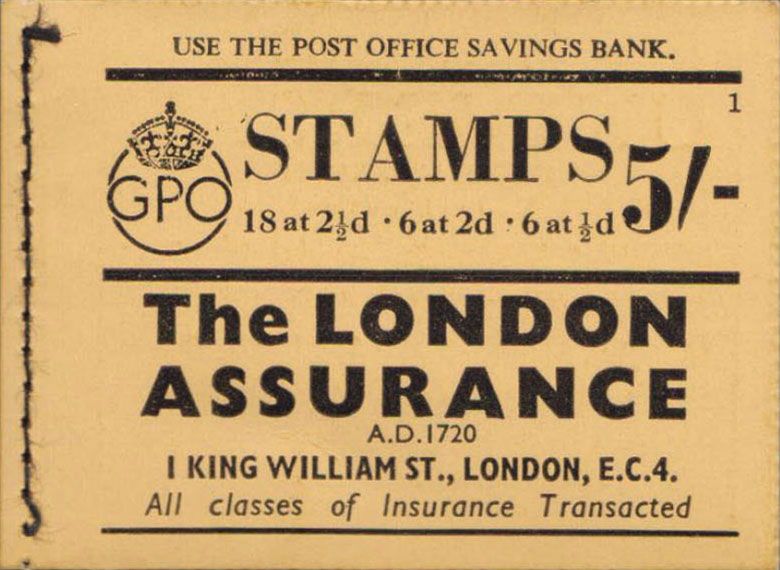 USE THE POST OFFICE SAVINGS BANK.
1
GPO
STAMPS 5/-
18 at 2½d · 6 at 2d · 6 at ½d
The LONDON
ASSURANCE
A.D. 1720
1 KING WILLIAM ST., LONDON, E.C.4.
All classes of Insurance Transacted